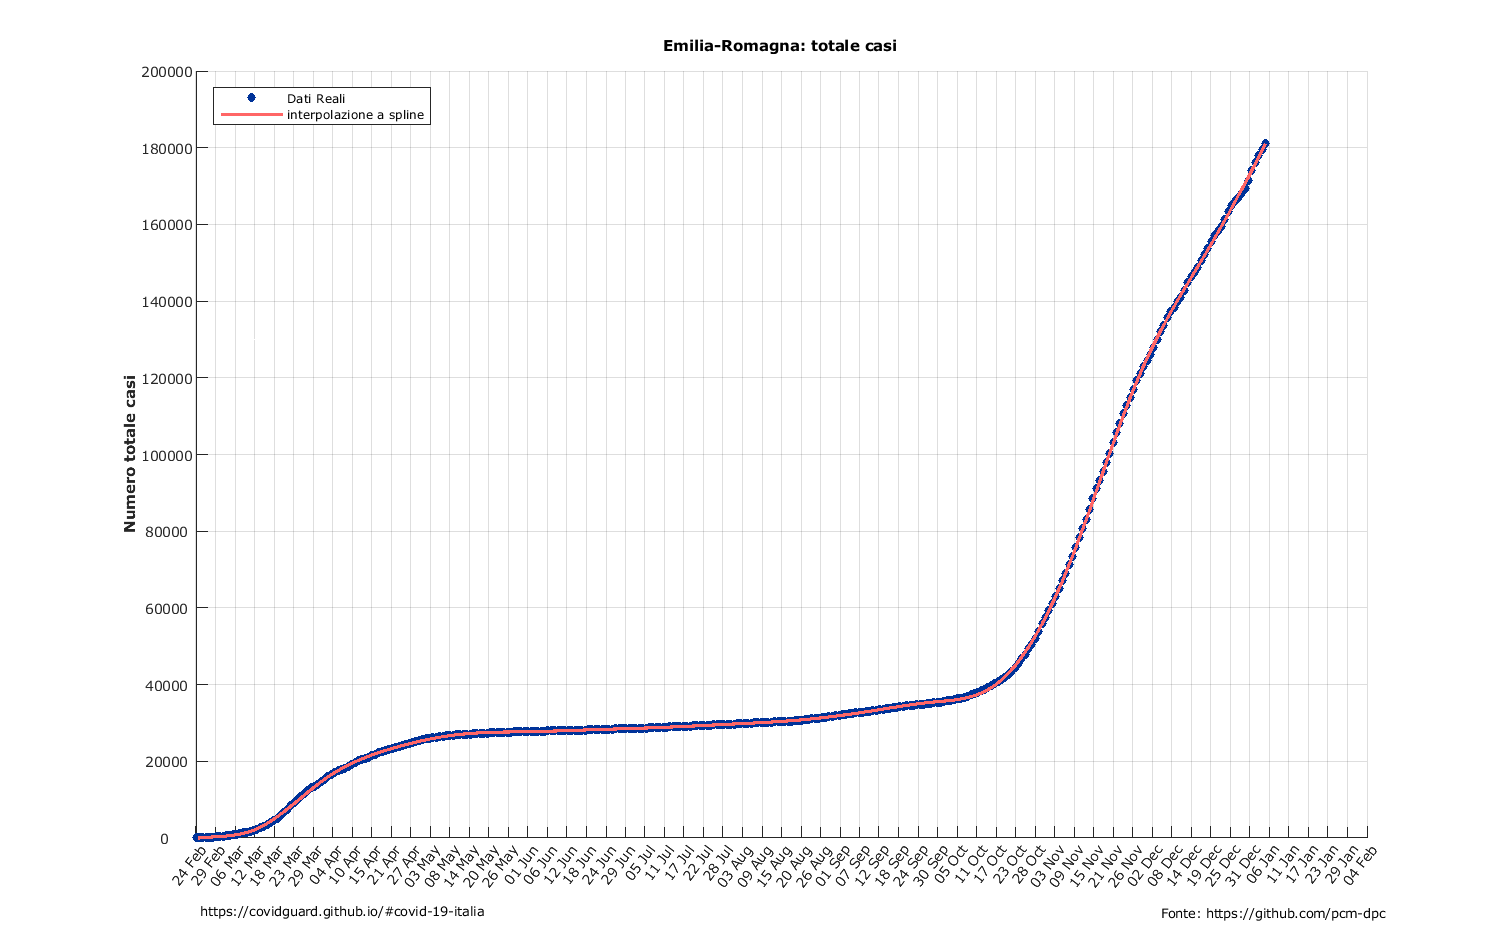 Emilia-Romagna: totale casi
200000
180000
160000
140000
120000
100000
80000
60000
40000
20000
0
Numero totale casi
Dati Reali
interpolazione a spline
24 Feb
29 Feb
06 Mar
12 Mar
18 Mar
23 Mar
29 Mar
04 Apr
10 Apr
15 Apr
21 Apr
27 Apr
03 May
08 May
14 May
20 May
26 May
01 Jun
06 Jun
12 Jun
18 Jun
24 Jun
29 Jun
05 Jul
11 Jul
17 Jul
22 Jul
28 Jul
03 Aug
09 Aug
15 Aug
20 Aug
26 Aug
01 Sep
07 Sep
12 Sep
18 Sep
24 Sep
30 Sep
05 Oct
11 Oct
17 Oct
23 Oct
28 Oct
03 Nov
09 Nov
15 Nov
21 Nov
26 Nov
02 Dec
08 Dec
14 Dec
19 Dec
25 Dec
31 Dec
06 Jan
11 Jan
17 Jan
23 Jan
29 Jan
04 Feb
https://covidguard.github.io/#covid-19-italia
Fonte: https://github.com/pcm-dpc